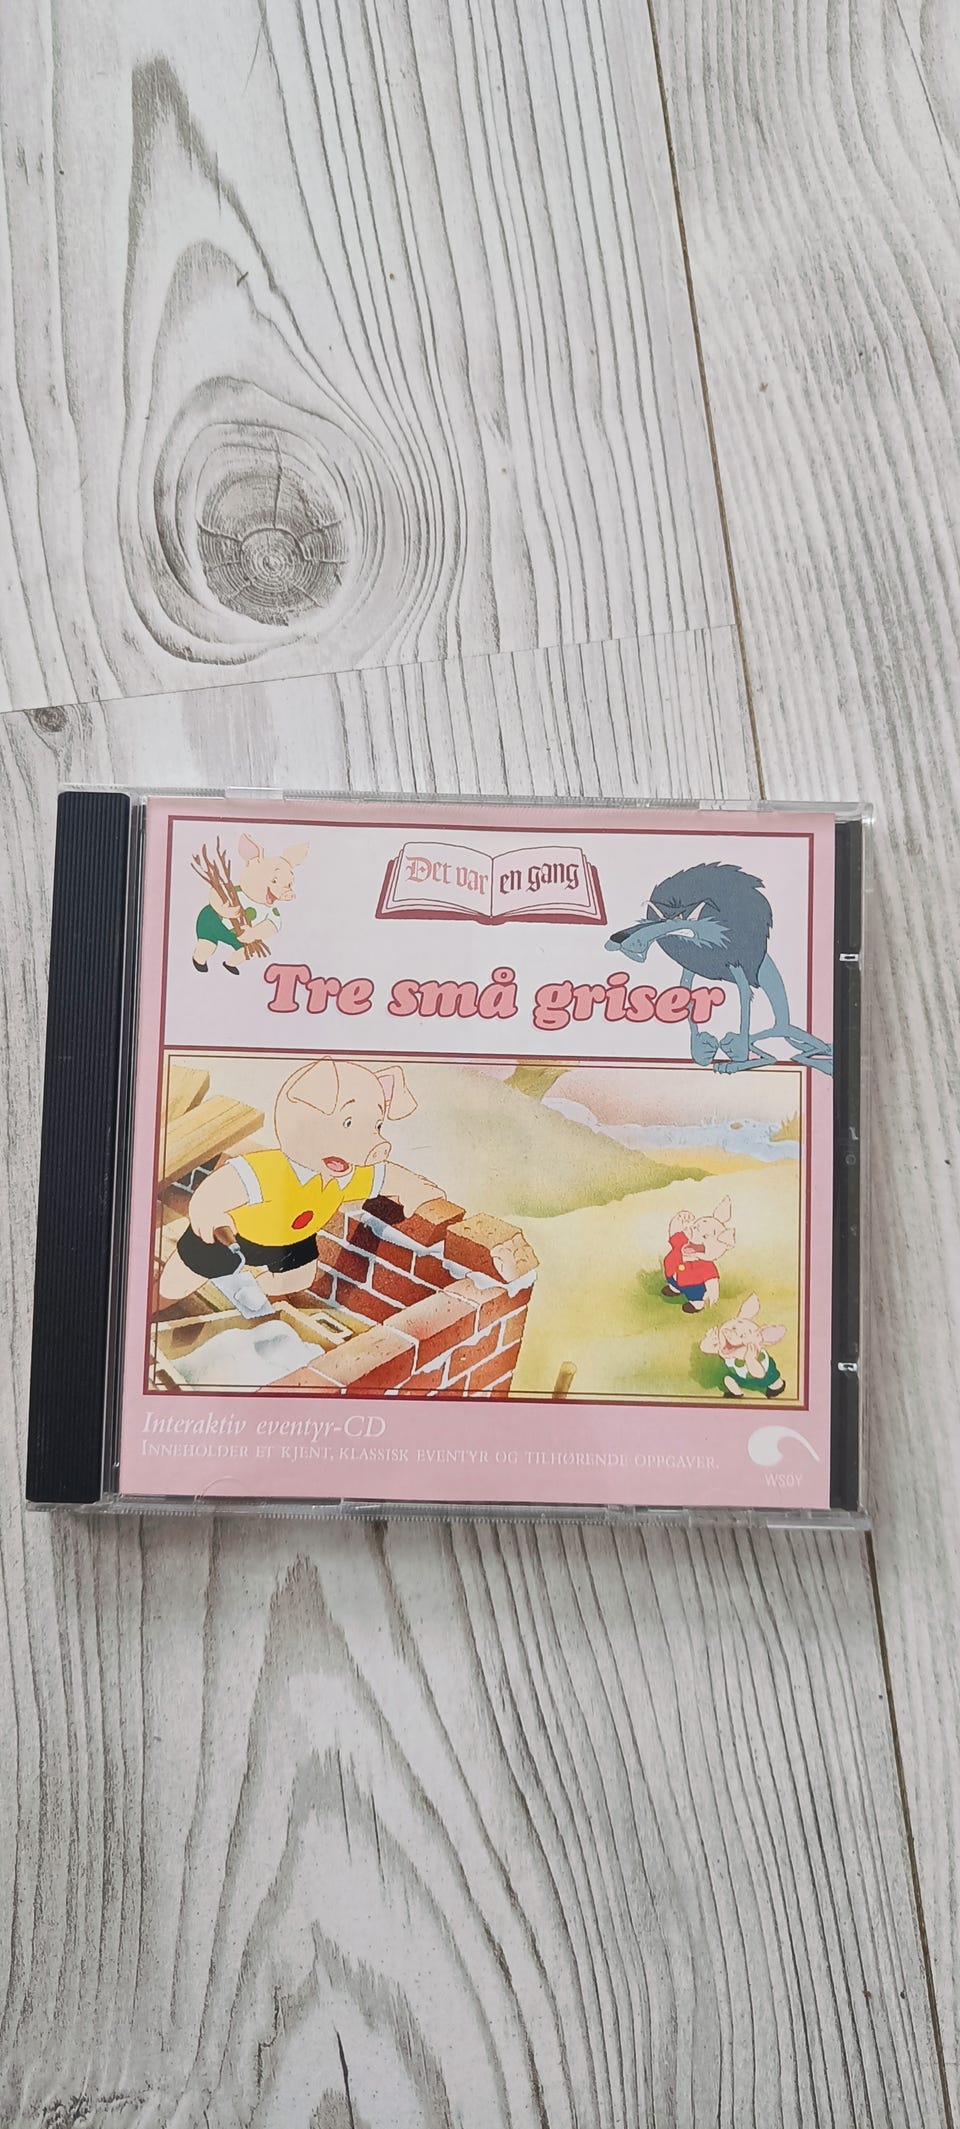 Det var en gang
Tre små griser
Interaktiv eventyr-CD
INNEHOLDER ET KJENT, KLASSISK EVENTYR OG TILHØRENDE OPPGAVER.
WSOY